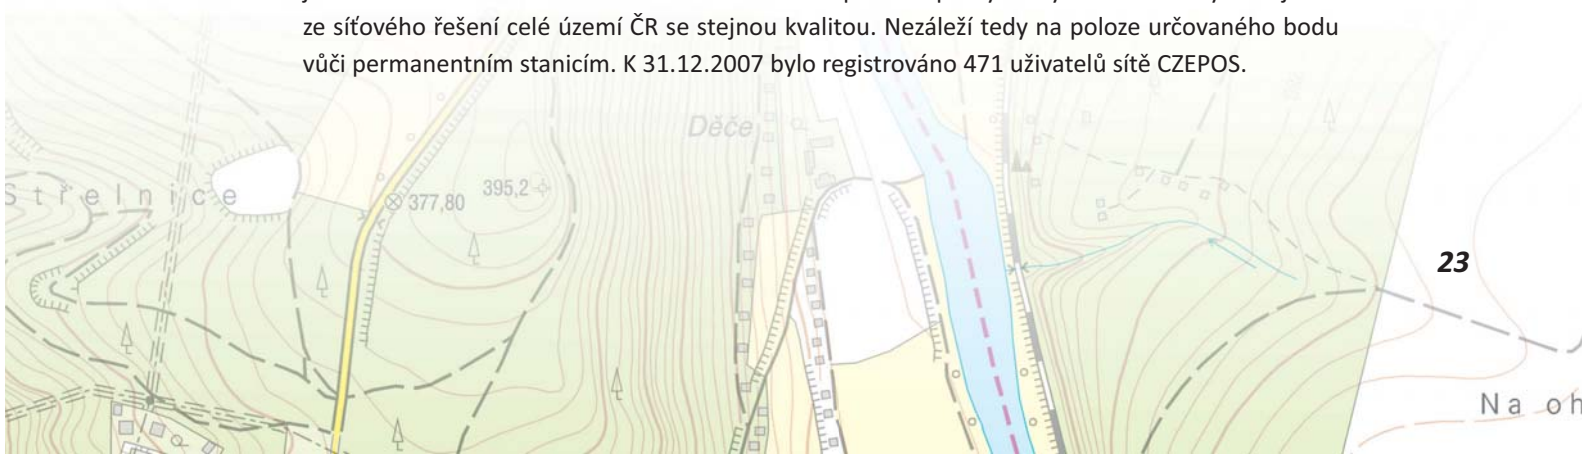 ze síťového řešení celé území ČR se stejnou kvalitou. Nezáleží tedy na poloze určovaného bodu
vůči permanentním stanicím. K 31.12.2007 bylo registrováno 471 uživatelů sítě CZEPOS.
Děče
Střelnice
395,2
377,80
23
Na oh